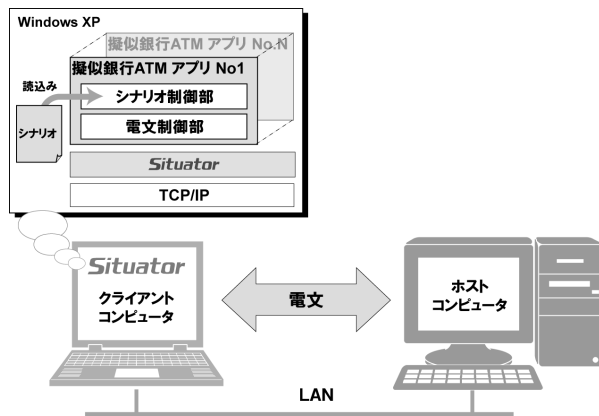 Windows XP
擬似銀行ATM アプリ No.N
擬似銀行ATM アプリ No1
読込み
シナリオ制御部
シナリオ
電文制御部
Situator
TCP/IP
Situator
クライアント
コンピュータ
電文
ホスト
コンピュータ
LAN